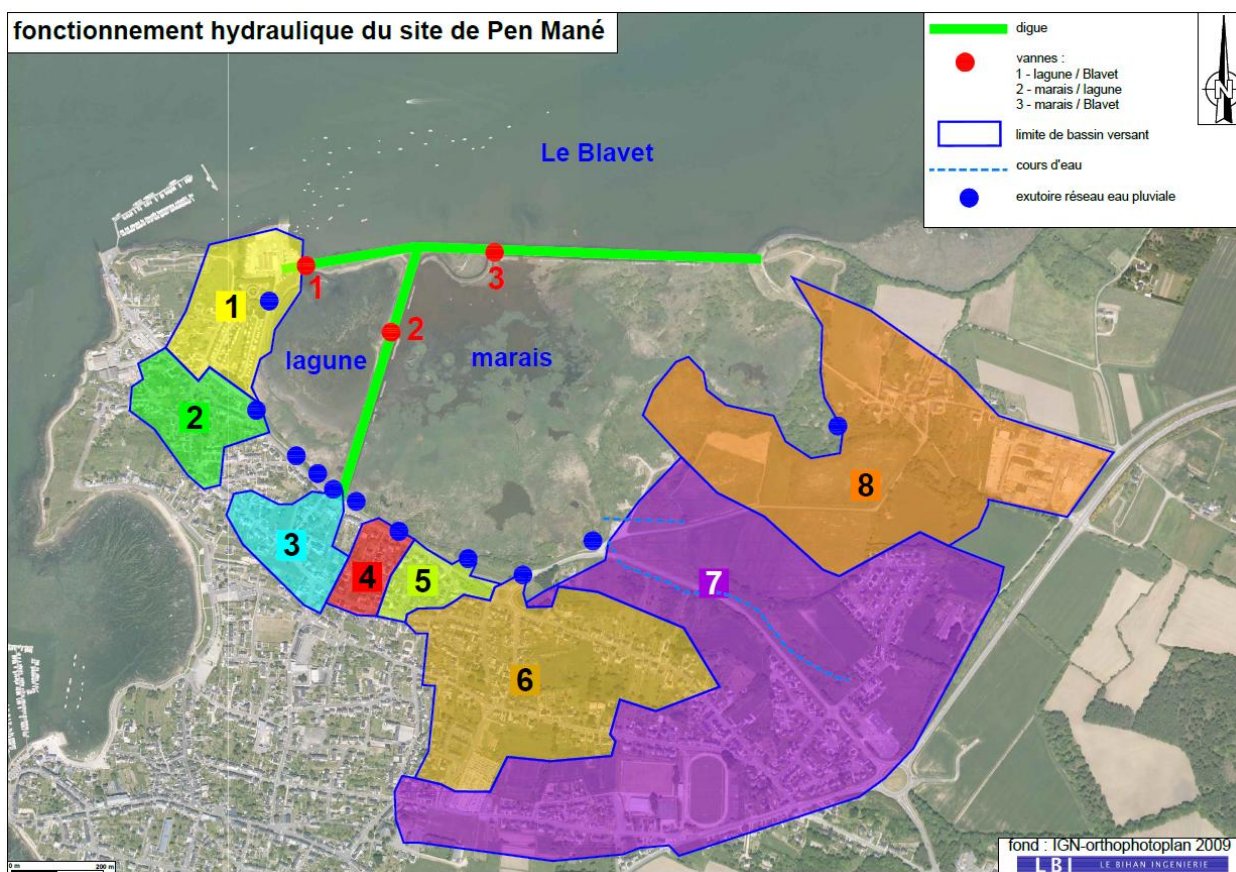 fonctionnement hydraulique du site de Pen Mané
digue
vannes :
1 - lagune / Blavet
2 - marais / lagune
3 - marais / Blavet
limite de bassin versant
cours d'eau
exutoire réseau eau pluviale
N
Le Blavet
1
3
1
2
lagune
marais
2
3
4
5
6
7
8
0 m 200 m
fond : IGN-orthophotoplan 2009
LBI LE BIHAN INGENIERIE